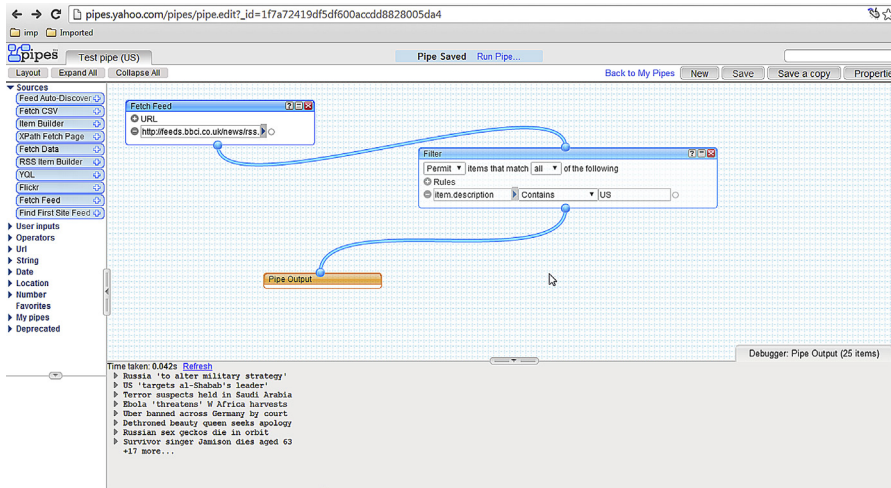 pipes.yahoo.com/pipes/pipe.edit?_id=1f7a72419df5df600accdd8828005da4
imp Imported
pipes Test pipe (US) Pipe Saved Run Pipe...
Layout Expand All Collapse All Back to My Pipes New Save Save a copy Propertie
Sources
Feed Auto-Discover
Fetch CSV
Item Builder
XPath Fetch Page
Fetch Data
RSS Item Builder
YQL
Flickr
Fetch Feed
Find First Site Feed
User inputs
Operators
Url
String
Date
Location
Number
Favorites
My pipes
Deprecated
Fetch Feed
URL
http://feeds.bbci.co.uk/news/rss.
Filter
Permit items that match all of the following
Rules
item.description Contains US
Pipe Output
Debugger: Pipe Output (25 items)
Time taken: 0.042s Refresh
Russia 'to alter military strategy'
US 'targets al-Shabab's leader'
Terror suspects held in Saudi Arabia
Ebola 'threatens' W Africa harvests
Uber banned across Germany by court
Dethroned beauty queen seeks apology
Russian sex geckos die in orbit
Survivor singer Jamison dies aged 63
+17 more...